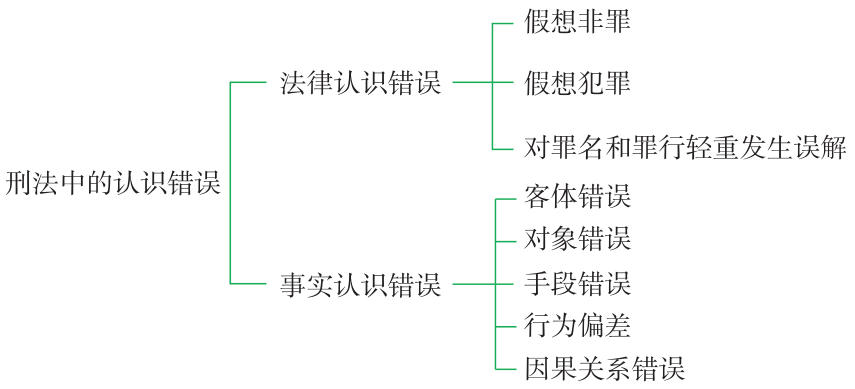 刑法中的认识错误
法律认识错误
假想非罪
假想犯罪
对罪名和罪行轻重发生误解
事实认识错误
客体错误
对象错误
手段错误
行为偏差
因果关系错误